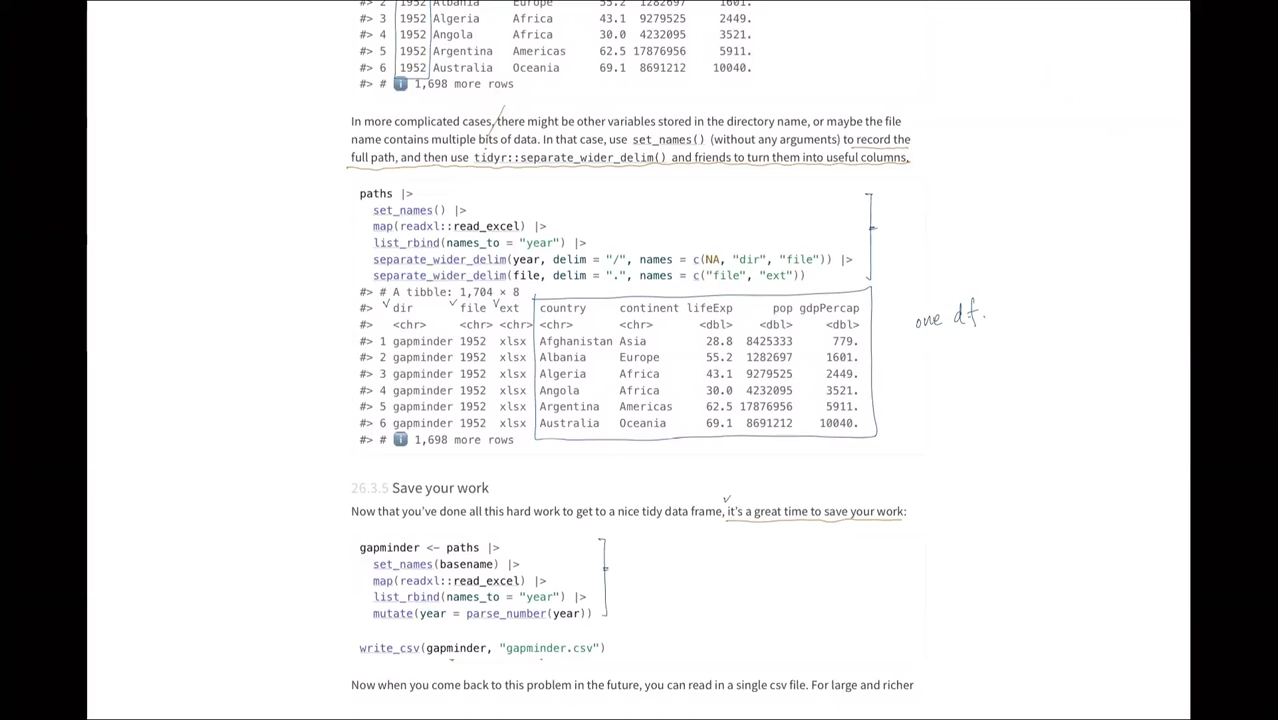 #> 2 1952 Albania Europe 55.2 1282697 1601.
#> 3 1952 Algeria Africa 43.1 9279525 2449.
#> 4 1952 Angola Africa 30.0 4232095 3521.
#> 5 1952 Argentina Americas 62.5 17876956 5911.
#> 6 1952 Australia Oceania 69.1 8691212 10040.
#> # i 1,698 more rows
In more complicated cases, there might be other variables stored in the directory name, or maybe the file
name contains multiple bits of data. In that case, use set_names() (without any arguments) to record the
full path, and then use tidyr::separate_wider_delim() and friends to turn them into useful columns.
paths |>
set_names() |>
map(readxl::read_excel) |>
list_rbind(names_to = "year") |>
separate_wider_delim(year, delim = "/", names = c(NA, "dir", "file")) |>
separate_wider_delim(file, delim = ".", names = c("file", "ext"))
#> # A tibble: 1,704 × 8
#> dir file ext country continent lifeExp pop gdpPercap
#> <chr> <chr> <chr> <chr> <chr> <dbl> <dbl> <dbl>
#> 1 gapminder 1952 xlsx Afghanistan Asia 28.8 8425333 779.
#> 2 gapminder 1952 xlsx Albania Europe 55.2 1282697 1601.
#> 3 gapminder 1952 xlsx Algeria Africa 43.1 9279525 2449.
#> 4 gapminder 1952 xlsx Angola Africa 30.0 4232095 3521.
#> 5 gapminder 1952 xlsx Argentina Americas 62.5 17876956 5911.
#> 6 gapminder 1952 xlsx Australia Oceania 69.1 8691212 10040.
#> # i 1,698 more rows
one df.
26.3.5 Save your work
Now that you've done all this hard work to get to a nice tidy data frame, it's a great time to save your work:
gapminder <- paths |>
set_names(basename) |>
map(readxl::read_excel) |>
list_rbind(names_to = "year") |>
mutate(year = parse_number(year))
write_csv(gapminder, "gapminder.csv")
Now when you come back to this problem in the future, you can read in a single csv file. For large and richer